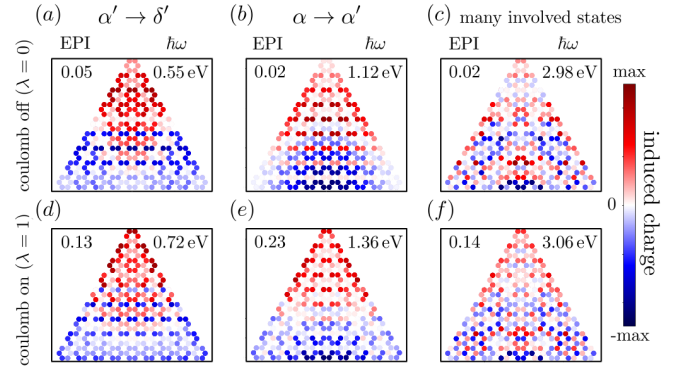 (a) α′ → δ′ (b) α → α′ (c) many involved states
EPI ħω EPI ħω EPI ħω
coulomb off (λ = 0)
0.05 0.55 eV 0.02 1.12 eV 0.02 2.98 eV
max
0
-max
induced charge
(d) (e) (f)
coulomb on (λ = 1)
0.13 0.72 eV 0.23 1.36 eV 0.14 3.06 eV